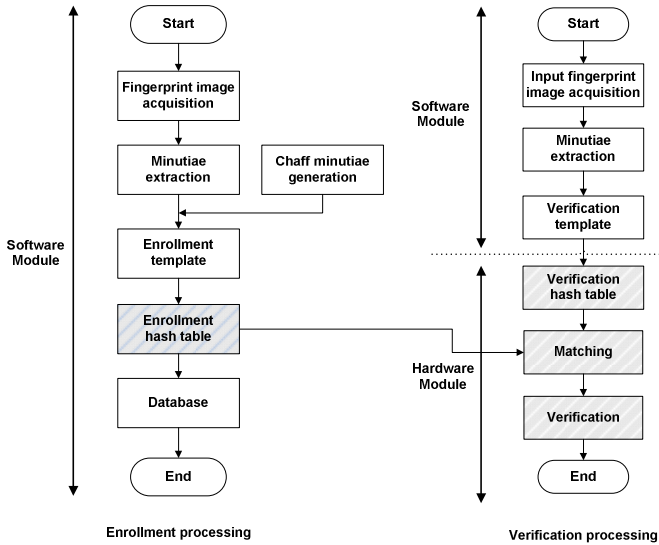 Start
Fingerprint image
acquisition
Minutiae
extraction
Chaff minutiae
generation
Software
Module
Enrollment
template
Enrollment
hash table
Database
End
Enrollment processing
Start
Input fingerprint
image acquisition
Software
Module
Minutiae
extraction
Verification
template
Verification
hash table
Matching
Hardware
Module
Verification
End
Verification processing